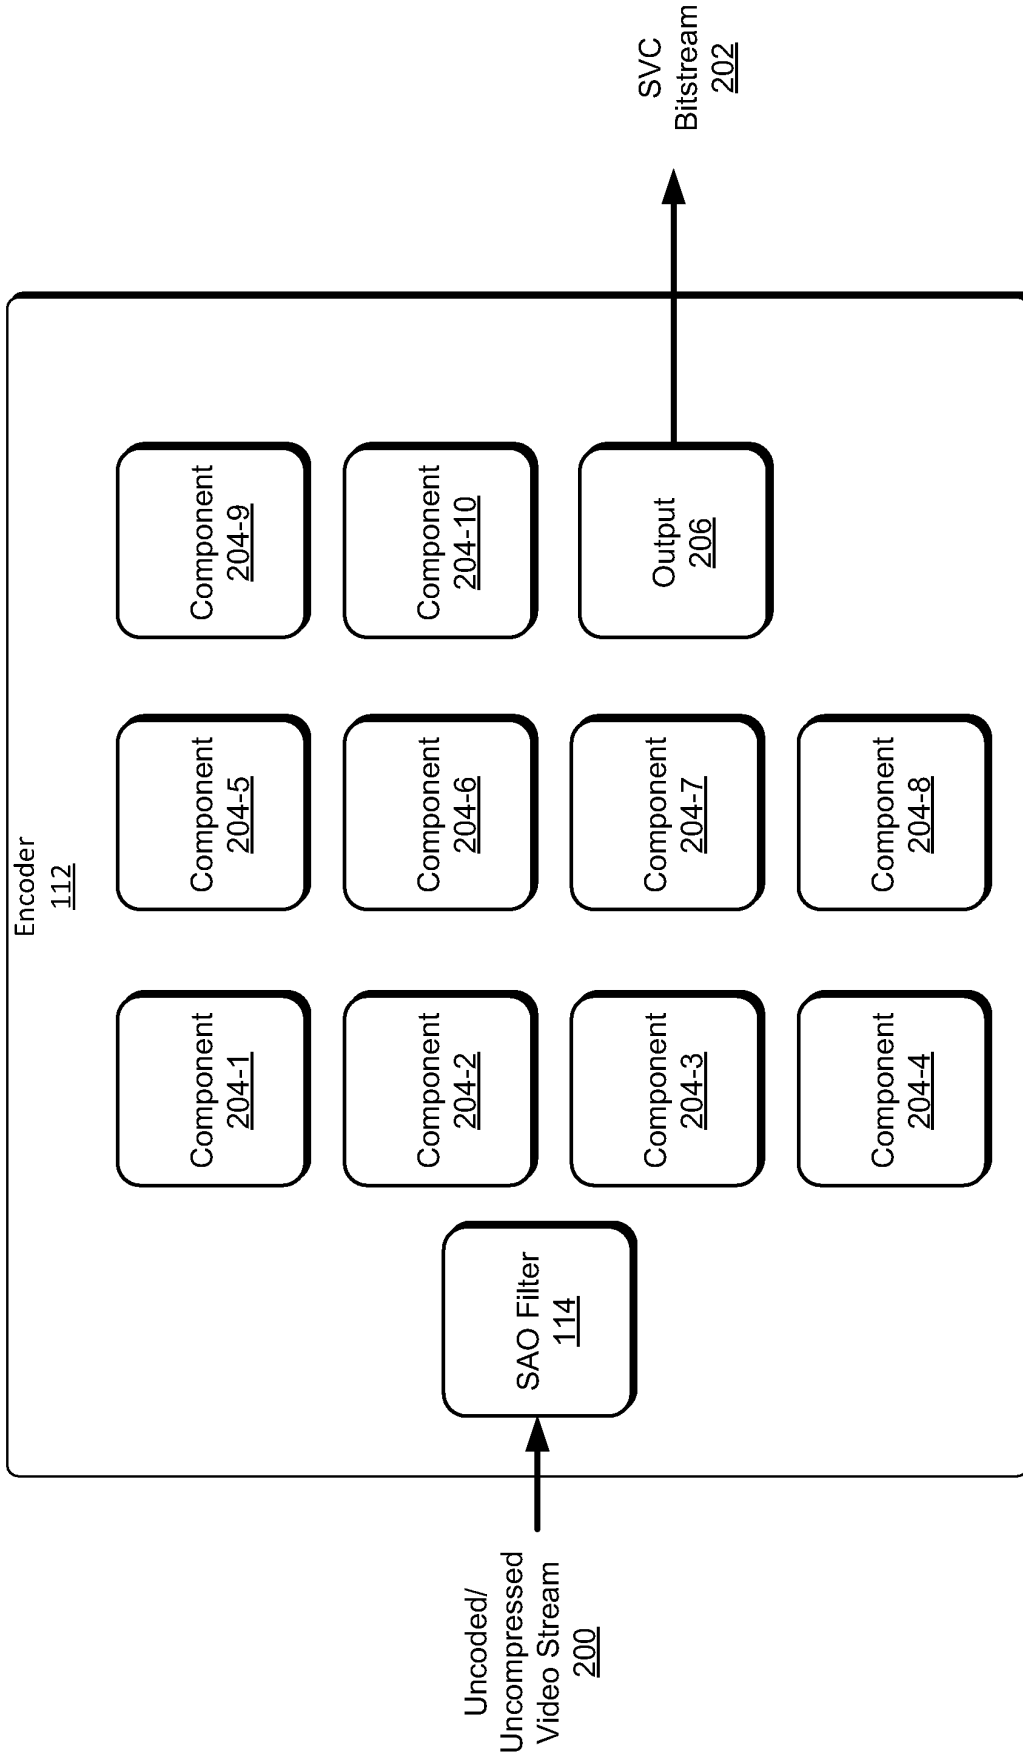 Encoder
112
Uncoded/
Uncompressed
Video Stream
200
SAO Filter
114
Component
204-1
Component
204-2
Component
204-3
Component
204-4
Component
204-5
Component
204-6
Component
204-7
Component
204-8
Component
204-9
Component
204-10
Output
206
SVC
Bitstream
202